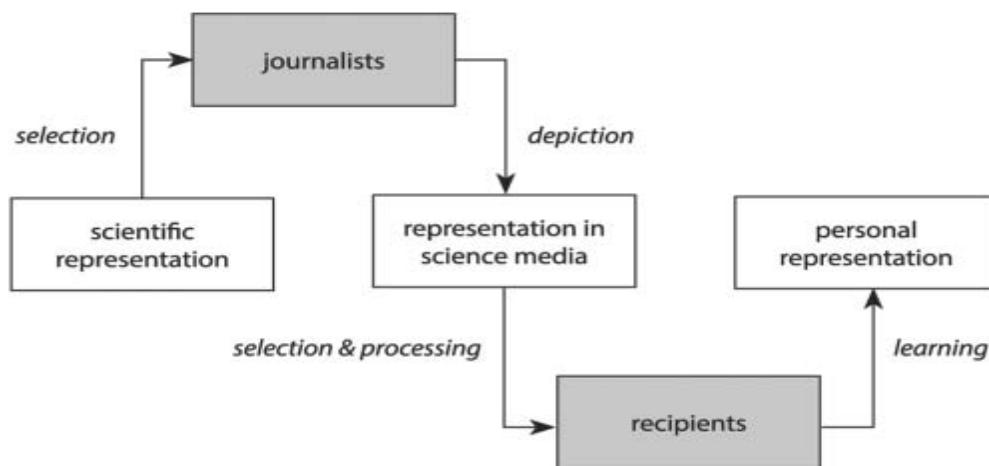 journalists
selection
depiction
scientific
representation
representation in
science media
personal
representation
selection & processing
learning
recipients